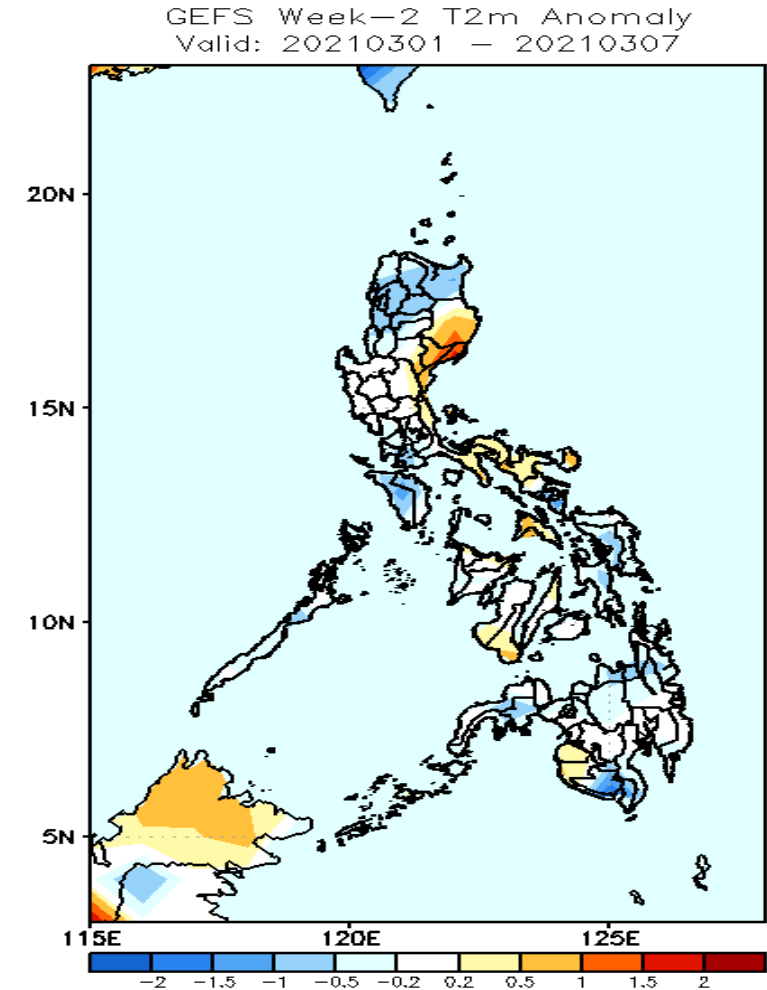 GEFS Week-2 T2m Anomaly
Valid: 20210301 - 20210307
20N
15N
10N
5N
115E 120E 125E
-2 -1.5 -1 -0.5 -0.2 0.2 0.5 1 1.5 2